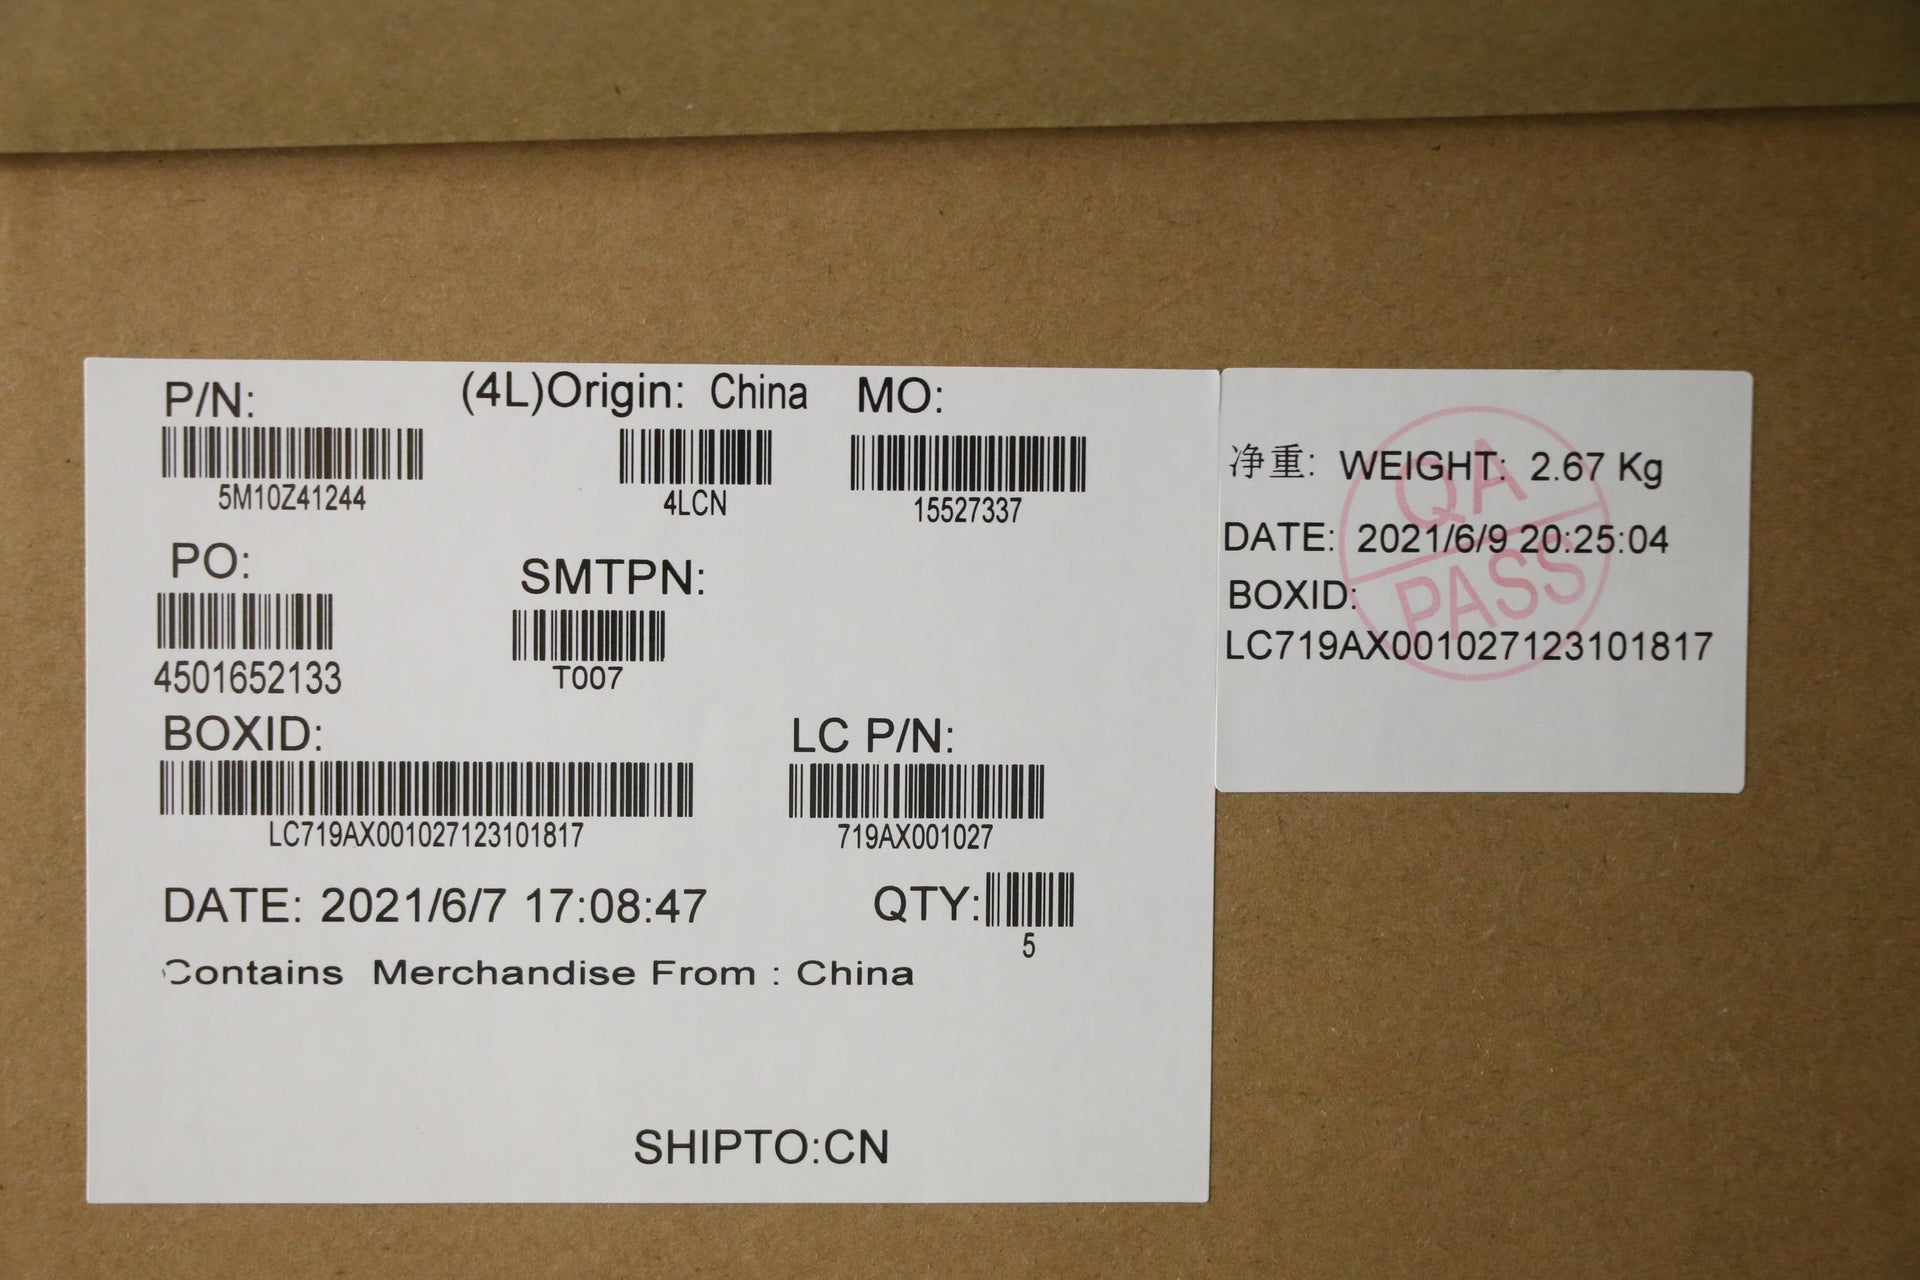 P/N: (4L)Origin: China MO:
5M10Z41244 4LCN 15527337
PO: SMTPN:
4501652133 T007
BOXID: LC P/N:
LC719AX001027123101817 719AX001027
DATE: 2021/6/7 17:08:47 QTY:
5
Contains Merchandise From : China
SHIPTO:CN
净重: WEIGHT: 2.67 Kg
DATE: 2021/6/9 20:25:04
BOXID:
LC719AX001027123101817
QA
PASS